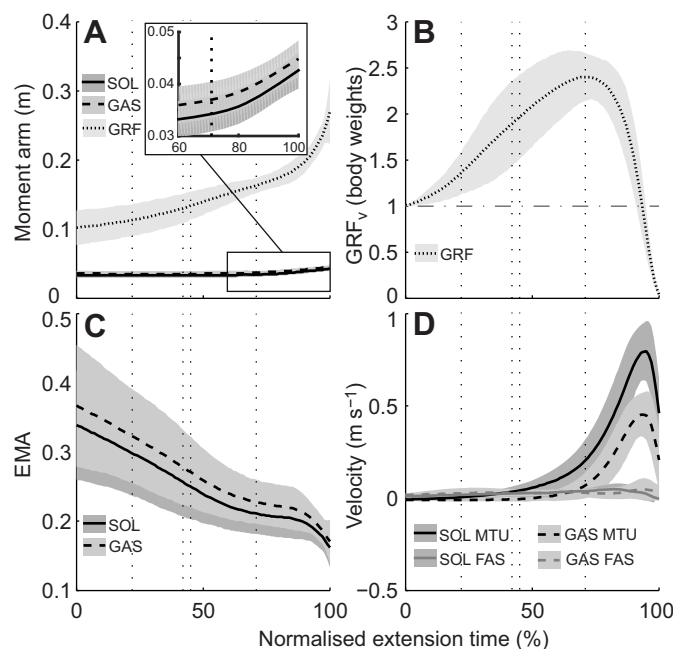 A
Moment arm (m)
0.4
0.3
0.2
0.1
0
SOL
GAS
GRF
0.05
0.04
0.03
60
80
100
B
GRFv (body weights)
3
2.5
2
1.5
1
0.5
0
GRF
C
EMA
0.5
0.4
0.3
0.2
0.1
SOL
GAS
0
50
100
D
Velocity (m s−1)
1
0.5
0
−0.5
SOL MTU
GAS MTU
SOL FAS
GAS FAS
0
50
100
Normalised extension time (%)